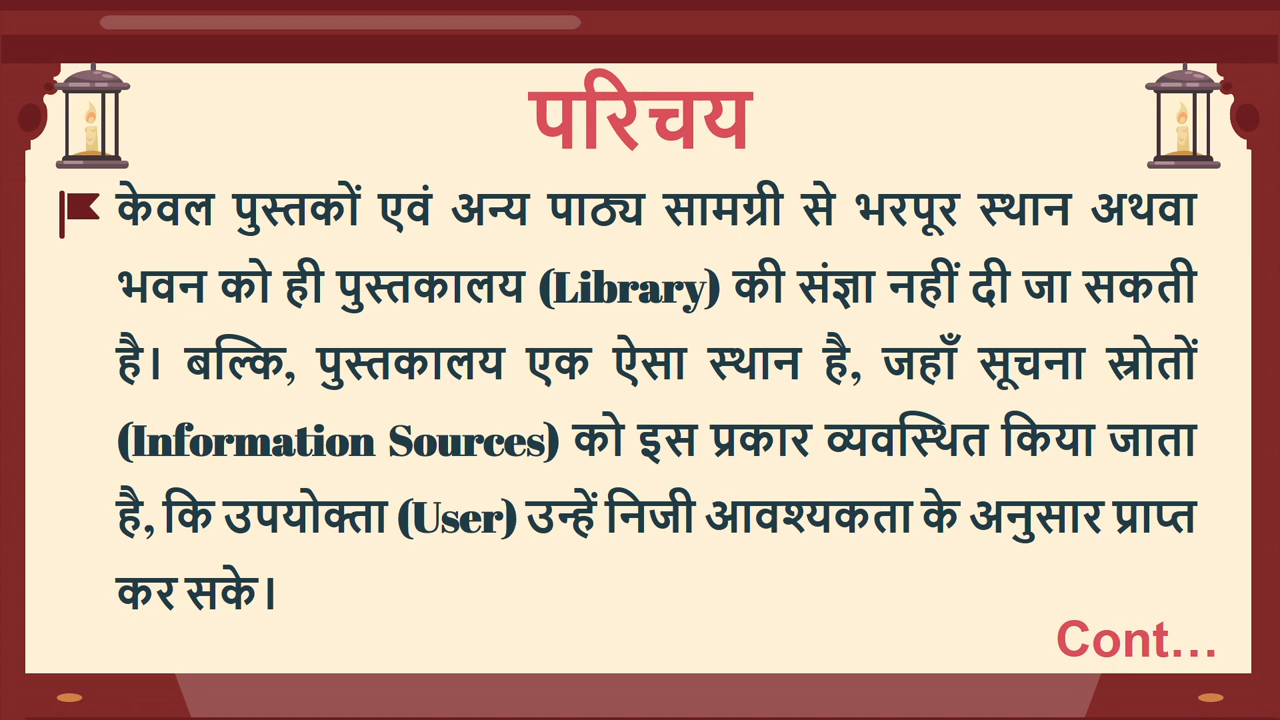 परिचय
केवल पुस्तकों एवं अन्य पाठ्य सामग्री से भरपूर स्थान अथवा
भवन को ही पुस्तकालय (Library) की संज्ञा नहीं दी जा सकती
है। बल्कि, पुस्तकालय एक ऐसा स्थान है, जहाँ सूचना स्रोतों
(Information Sources) को इस प्रकार व्यवस्थित किया जाता
है, कि उपयोक्ता (User) उन्हें निजी आवश्यकता के अनुसार प्राप्त
कर सके।
Cont...